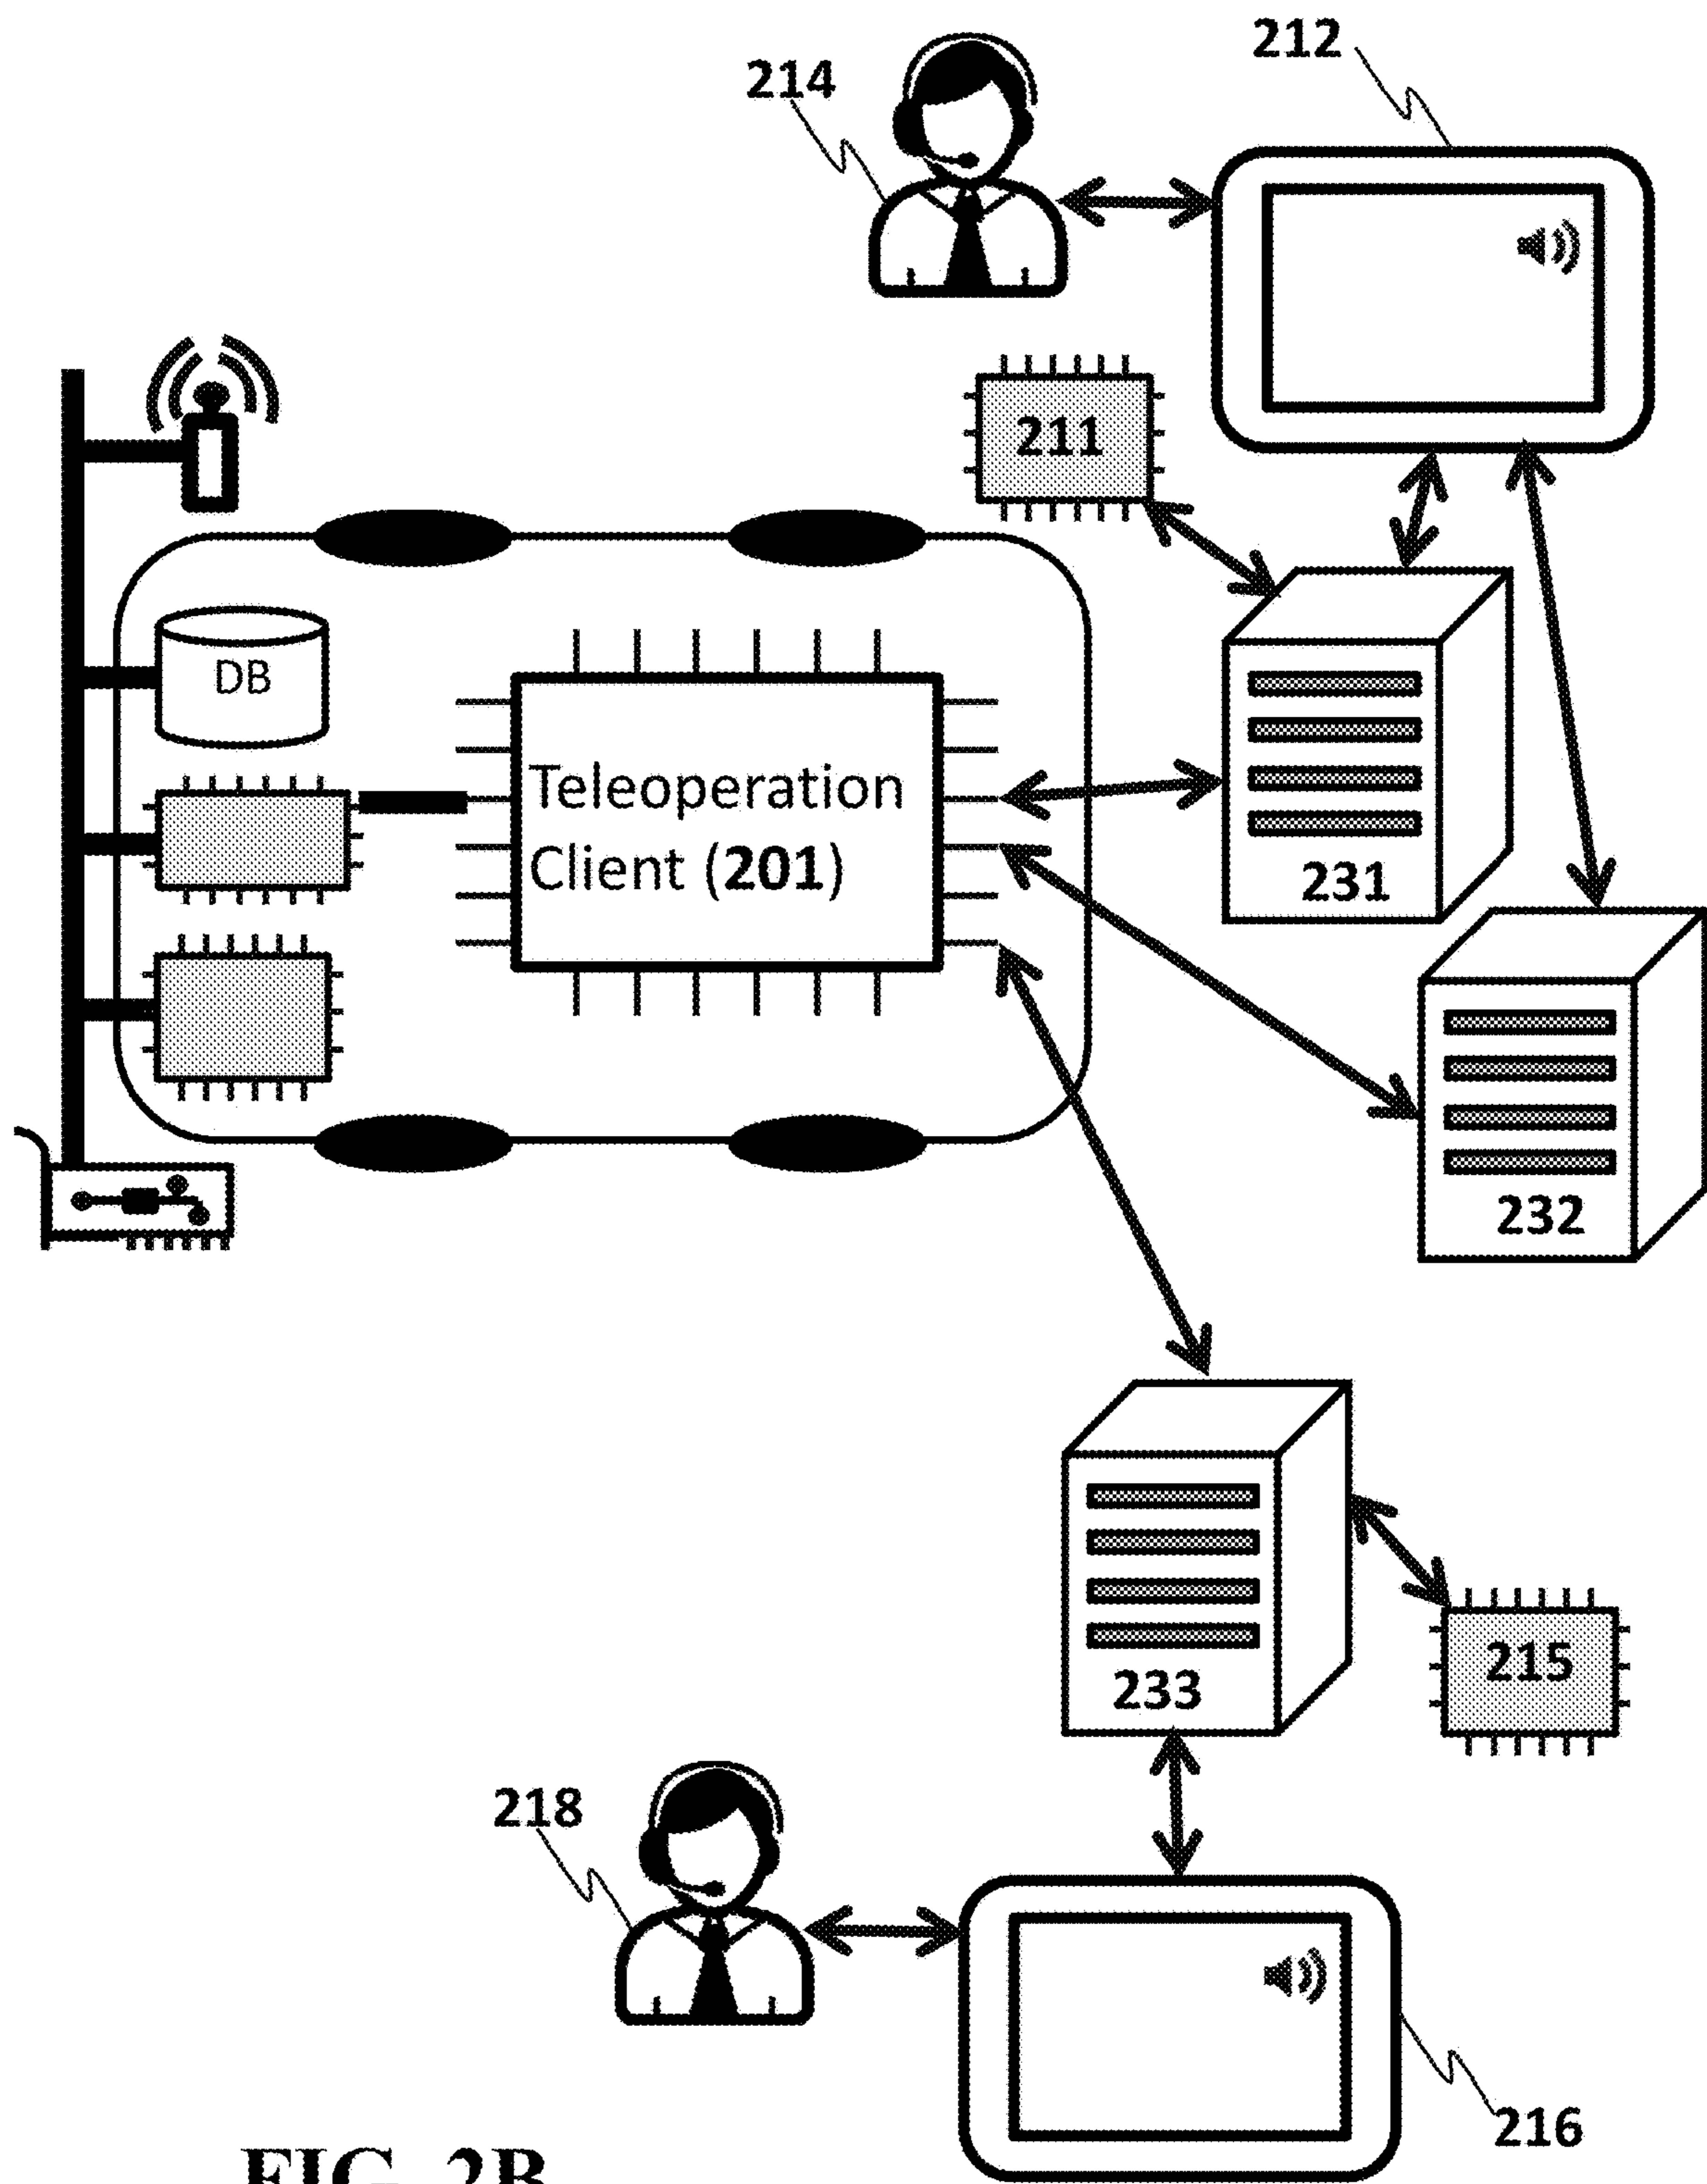 212
214
211
DB
Teleoperation
Client (201)
231
232
233
215
218
216
FIG. 2B